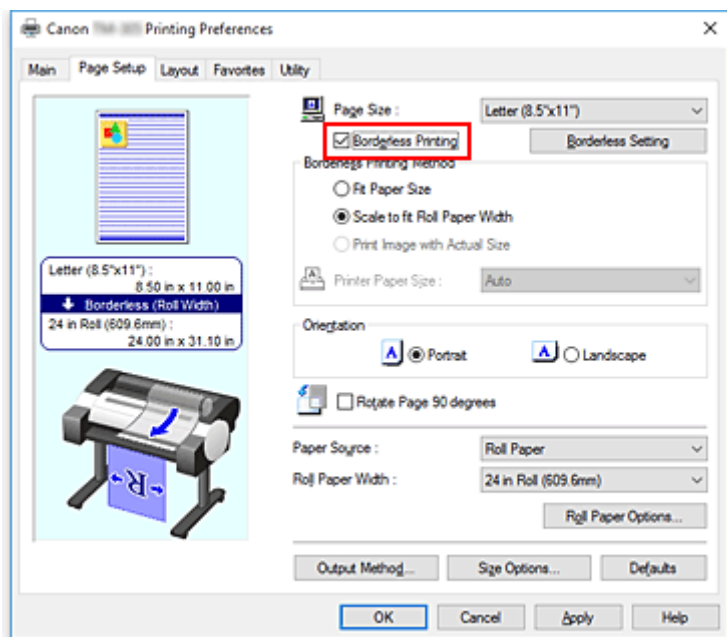 Canon Printing Preferences
Main Page Setup Layout Favorites Utility
Page Size : Letter (8.5"x11")
Borderless Printing Borderless Setting
Borderless Printing Method
Fit Paper Size
Scale to fit Roll Paper Width
Print Image with Actual Size
Printer Paper Size : Auto
Letter (8.5"x11") :
8.50 in x 11.00 in
Borderless (Roll Width)
24 in Roll (609.6mm) :
24.00 in x 31.10 in
R
Orientation
A Portrait A Landscape
Rotate Page 90 degrees
Paper Source : Roll Paper
Roll Paper Width : 24 in Roll (609.6mm)
Roll Paper Options...
Output Method... Size Options... Defaults
OK Cancel Apply Help